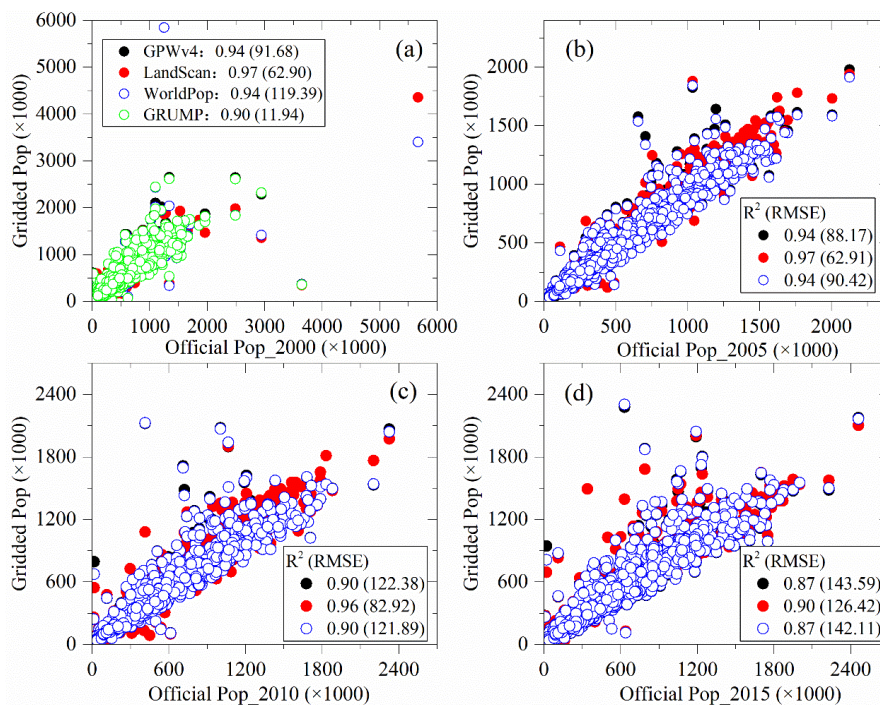 6000
5000
4000
3000
2000
1000
0
Gridded Pop (×1000)
(a)
GPWv4： 0.94 (91.68)
LandScan： 0.97 (62.90)
WorldPop： 0.94 (119.39)
GRUMP： 0.90 (11.94)
0 1000 2000 3000 4000 5000 6000
Official Pop_2000 (×1000)
2000
1500
1000
500
0
Gridded Pop (×1000)
(b)
R² (RMSE)
0.94 (88.17)
0.97 (62.91)
0.94 (90.42)
0 500 1000 1500 2000
Official Pop_2005 (×1000)
2400
1800
1200
600
0
Gridded Pop (×1000)
(c)
R² (RMSE)
0.90 (122.38)
0.96 (82.92)
0.90 (121.89)
0 600 1200 1800 2400
Official Pop_2010 (×1000)
2400
1800
1200
600
0
Gridded Pop (×1000)
(d)
R² (RMSE)
0.87 (143.59)
0.90 (126.42)
0.87 (142.11)
0 600 1200 1800 2400
Official Pop_2015 (×1000)